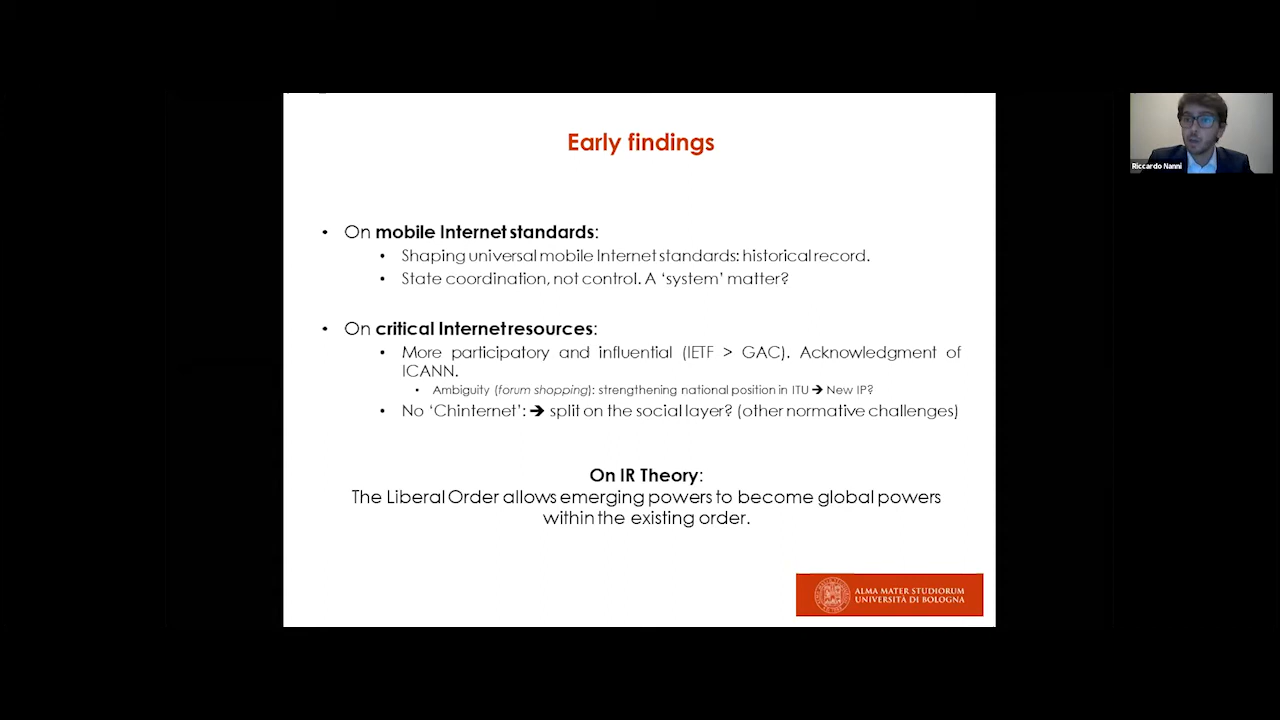 Early findings
• On mobile Internet standards:
• Shaping universal mobile Internet standards: historical record.
• State coordination, not control. A ‘system’ matter?
• On critical Internet resources:
• More participatory and influential (IETF > GAC). Acknowledgment of
ICANN.
• Ambiguity (forum shopping): strengthening national position in ITU ➔ New IP?
• No ‘Chinternet’: ➔ split on the social layer? (other normative challenges)
On IR Theory:
The Liberal Order allows emerging powers to become global powers
within the existing order.
ALMA MATER STUDIORUM
UNIVERSITÀ DI BOLOGNA
Riccardo Nanni